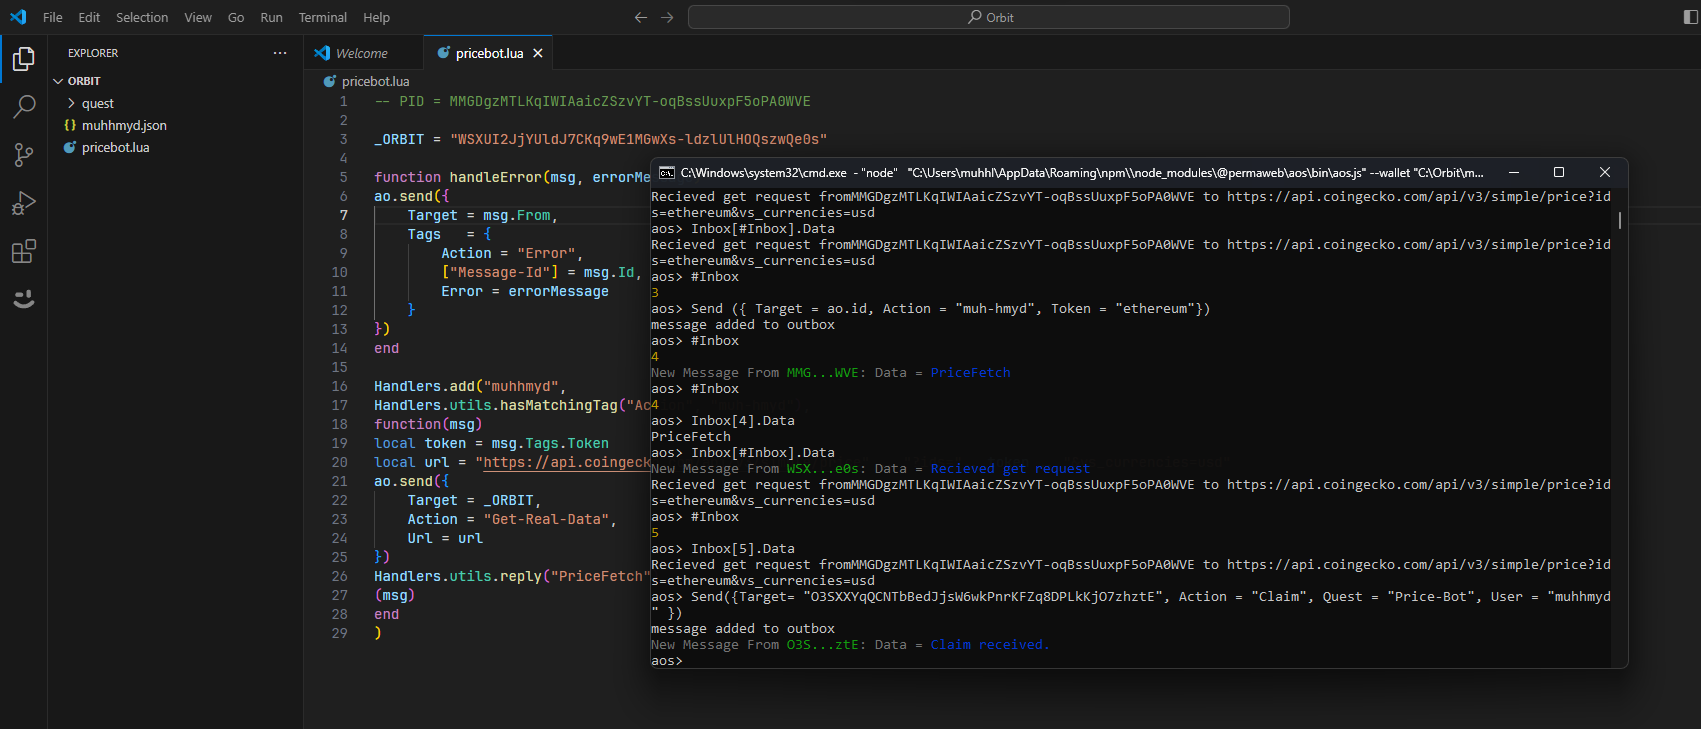 File Edit Selection View Go Run Terminal Help
Orbit
EXPLORER
ORBIT
quest
muhhmyd.json
pricebot.lua
Welcome
pricebot.lua
pricebot.lua
1 -- PID = MMGDgzMTLKqIWIAaicZSzvYT-oqBssUuxpF5oPA0WVE
2
3 _ORBIT = "WSXUI2JjYUldJ7CKq9wE1MGwXs-ldzlUlHOQszwQe0s"
4
5 function handleError(msg, errorMe
6 ao.send({
7 Target = msg.From,
8 Tags = {
9 Action = "Error",
10 ["Message-Id"] = msg.Id,
11 Error = errorMessage
12 }
13 })
14 end
15
16 Handlers.add("muhhmyd",
17 Handlers.utils.hasMatchingTag("Ac
18 function(msg)
19 local token = msg.Tags.Token
20 local url = "https://api.coingeck
21 ao.send({
22 Target = _ORBIT,
23 Action = "Get-Real-Data",
24 Url = url
25 })
26 Handlers.utils.reply("PriceFetch"
27 (msg)
28 end
29 )
C:\Windows\system32\cmd.exe - "node" "C:\Users\muhhl\AppData\Roaming\npm\\node_modules\@permaweb\aos\bin\aos.js" --wallet "C:\Orbit\m...
Recieved get request fromMMGDgzMTLKqIWIAaicZSzvYT-oqBssUuxpF5oPA0WVE to https://api.coingecko.com/api/v3/simple/price?id
s=ethereum&vs_currencies=usd
aos> Inbox[#Inbox].Data
Recieved get request fromMMGDgzMTLKqIWIAaicZSzvYT-oqBssUuxpF5oPA0WVE to https://api.coingecko.com/api/v3/simple/price?id
s=ethereum&vs_currencies=usd
aos> #Inbox
3
aos> Send ({ Target = ao.id, Action = "muh-hmyd", Token = "ethereum"})
message added to outbox
aos> #Inbox
4
New Message From MMG...WVE: Data = PriceFetch
aos> #Inbox
4
aos> Inbox[4].Data
PriceFetch
aos> Inbox[#Inbox].Data
New Message From WSX...e0s: Data = Recieved get request
Recieved get request fromMMGDgzMTLKqIWIAaicZSzvYT-oqBssUuxpF5oPA0WVE to https://api.coingecko.com/api/v3/simple/price?id
s=ethereum&vs_currencies=usd
aos> #Inbox
5
aos> Inbox[5].Data
Recieved get request fromMMGDgzMTLKqIWIAaicZSzvYT-oqBssUuxpF5oPA0WVE to https://api.coingecko.com/api/v3/simple/price?id
s=ethereum&vs_currencies=usd
aos> Send({Target= "O3SXXYqQCNTbBedJjsW6wkPnrKFZq8DPLkKjO7zhztE", Action = "Claim", Quest = "Price-Bot", User = "muhhmyd
" })
message added to outbox
New Message From O3S...ztE: Data = Claim received.
aos>